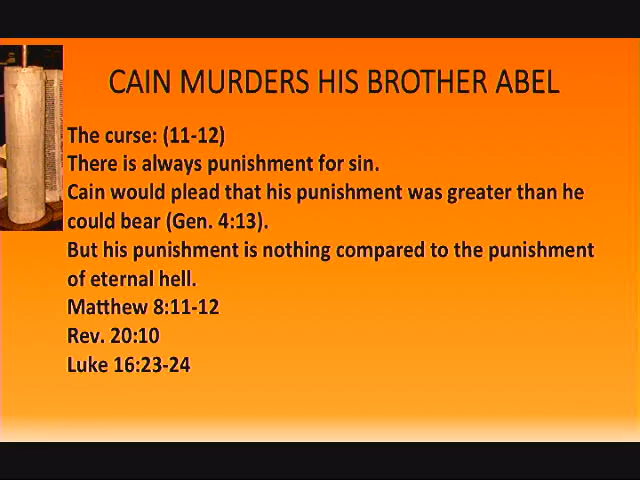 CAIN MURDERS HIS BROTHER ABEL
The curse: (11-12)
There is always punishment for sin.
Cain would plead that his punishment was greater than he
could bear (Gen. 4:13).
But his punishment is nothing compared to the punishment
of eternal hell.
Matthew 8:11-12
Rev. 20:10
Luke 16:23-24